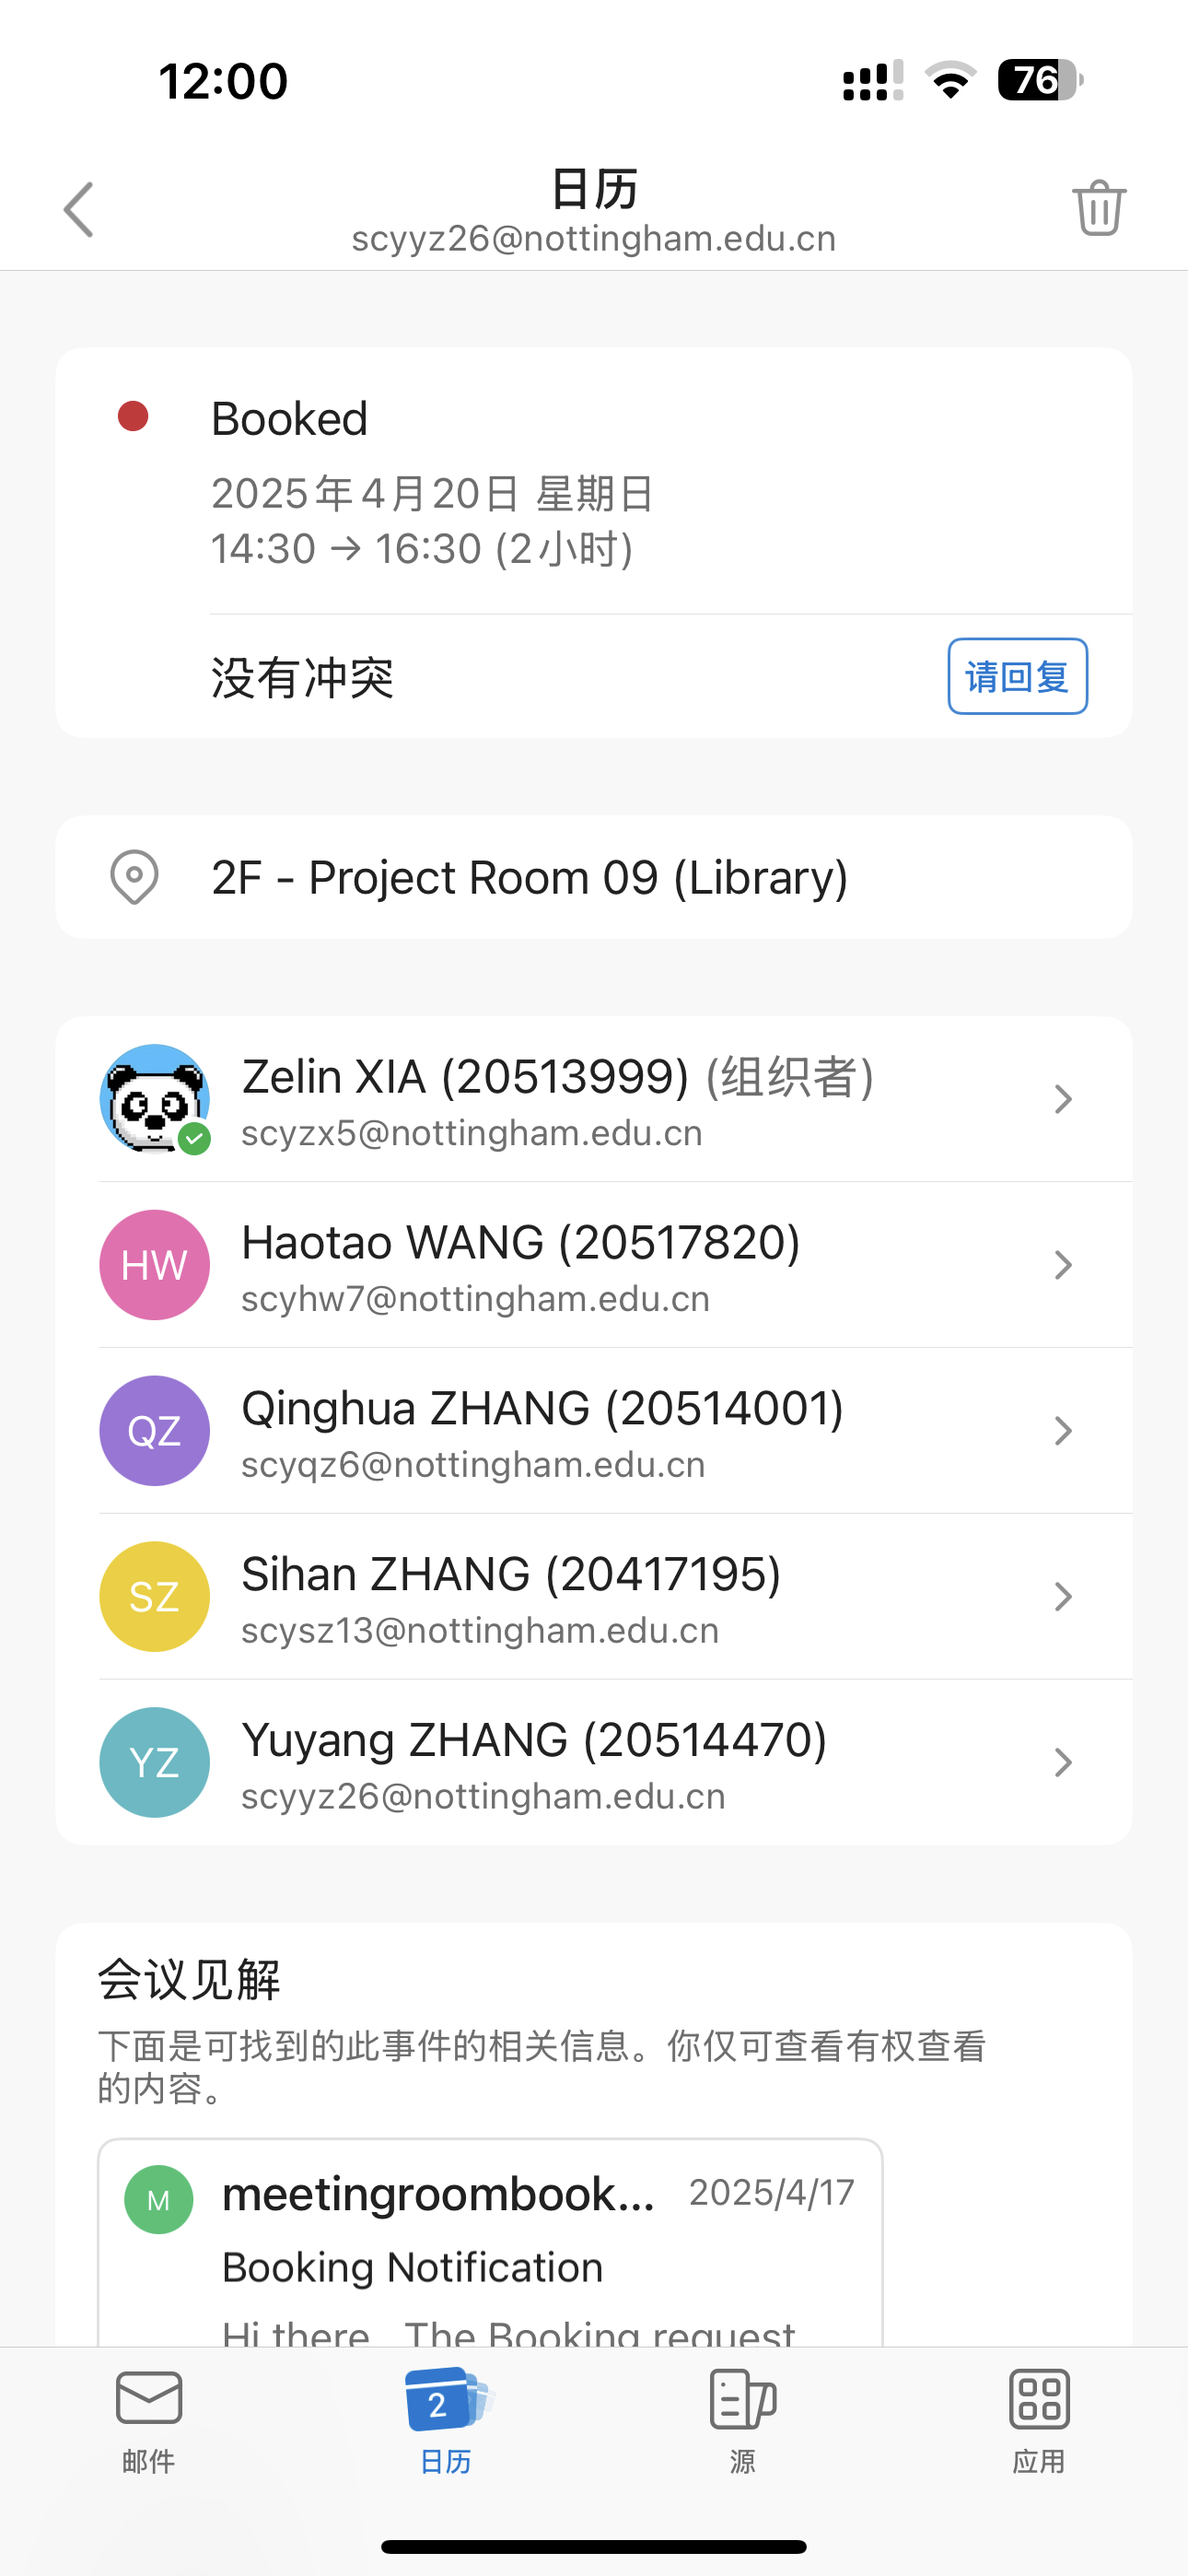 12:00
76
日历
scyyz26@nottingham.edu.cn
Booked
2025年4月20日 星期日
14:30 → 16:30 (2小时)
没有冲突
请回复
2F - Project Room 09 (Library)
Zelin XIA (20513999) (组织者)
scyzx5@nottingham.edu.cn
HW
Haotao WANG (20517820)
scyhw7@nottingham.edu.cn
QZ
Qinghua ZHANG (20514001)
scyqz6@nottingham.edu.cn
SZ
Sihan ZHANG (20417195)
scysz13@nottingham.edu.cn
YZ
Yuyang ZHANG (20514470)
scyyz26@nottingham.edu.cn
会议见解
下面是可找到的此事件的相关信息。你仅可查看有权查看
的内容。
M
meetingroombook... 2025/4/17
Booking Notification
Hi there, The Booking request
2
邮件
日历
源
应用